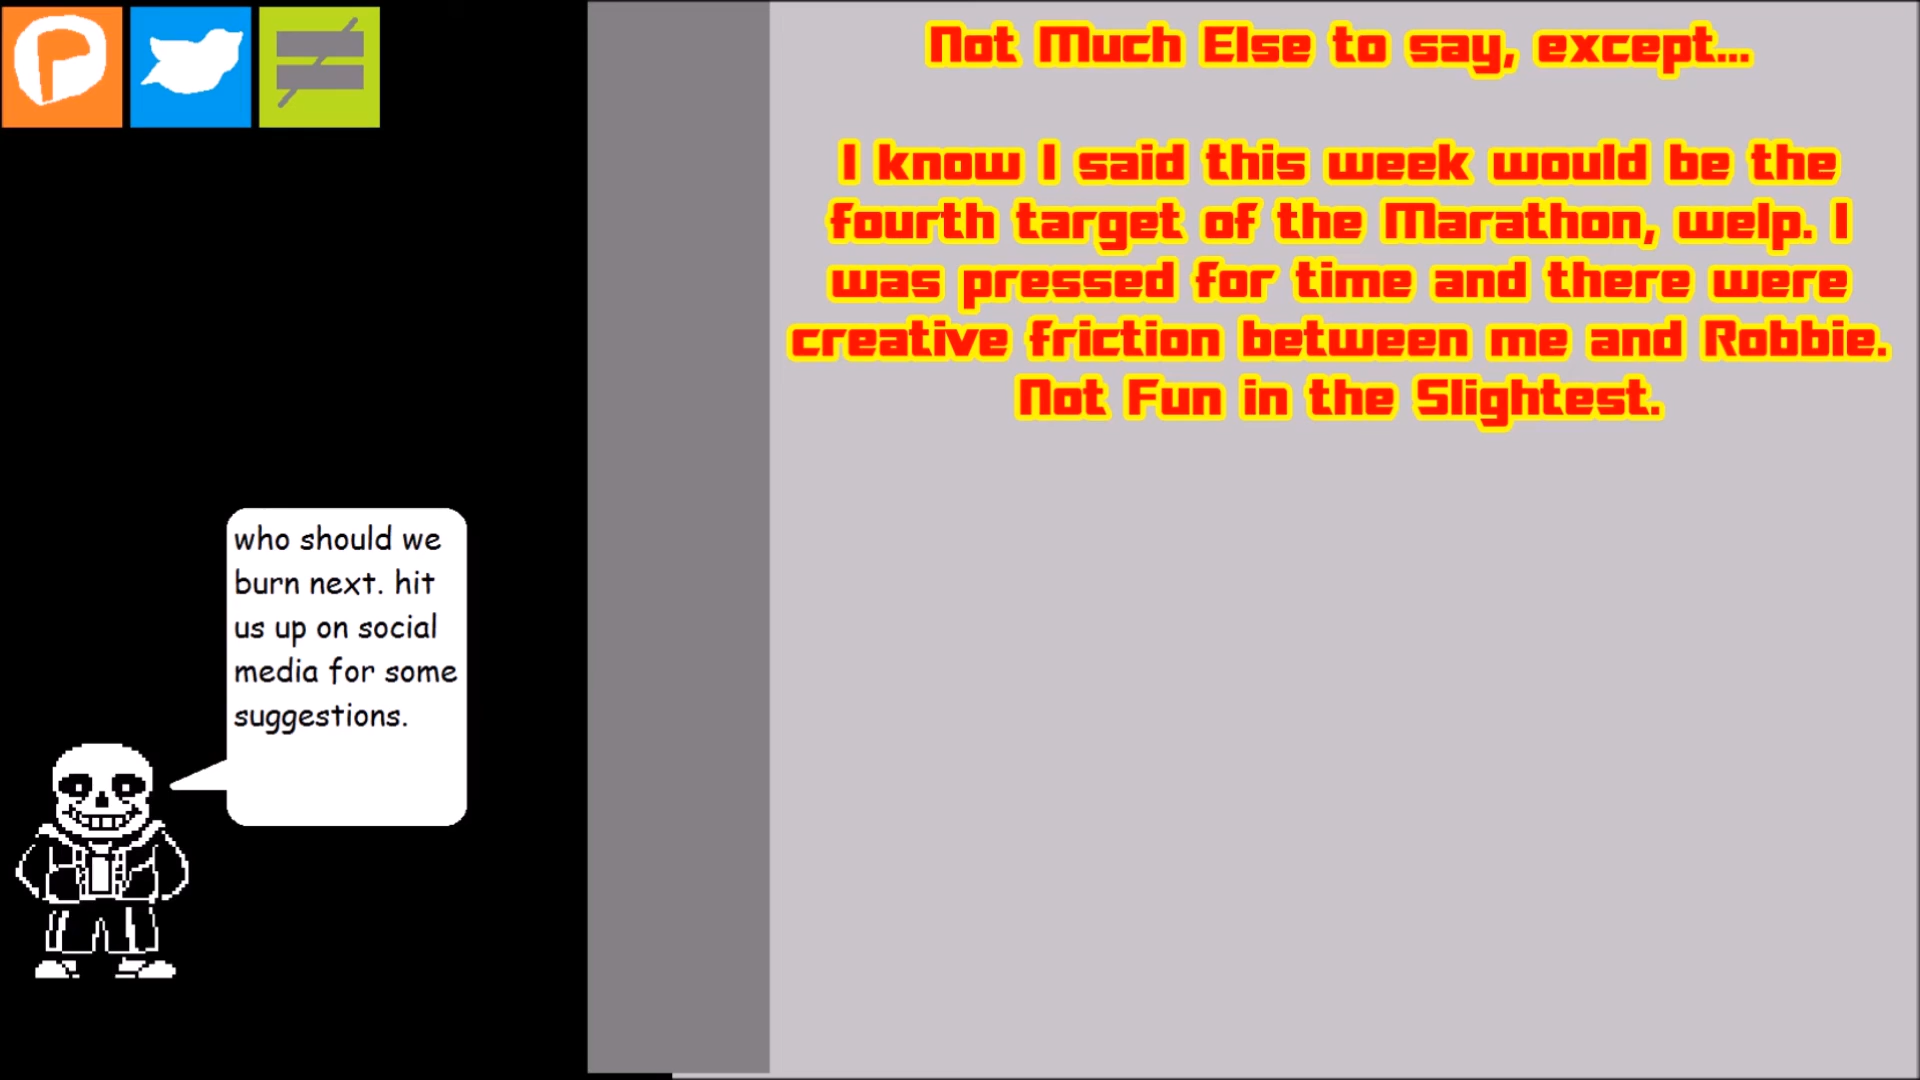 Not Much Else to say, except...
I know I said this week would be the
fourth target of the Marathon, welp. I
was pressed for time and there were
creative friction between me and Robbie.
Not Fun in the Slightest.
who should we
burn next. hit
us up on social
media for some
suggestions.